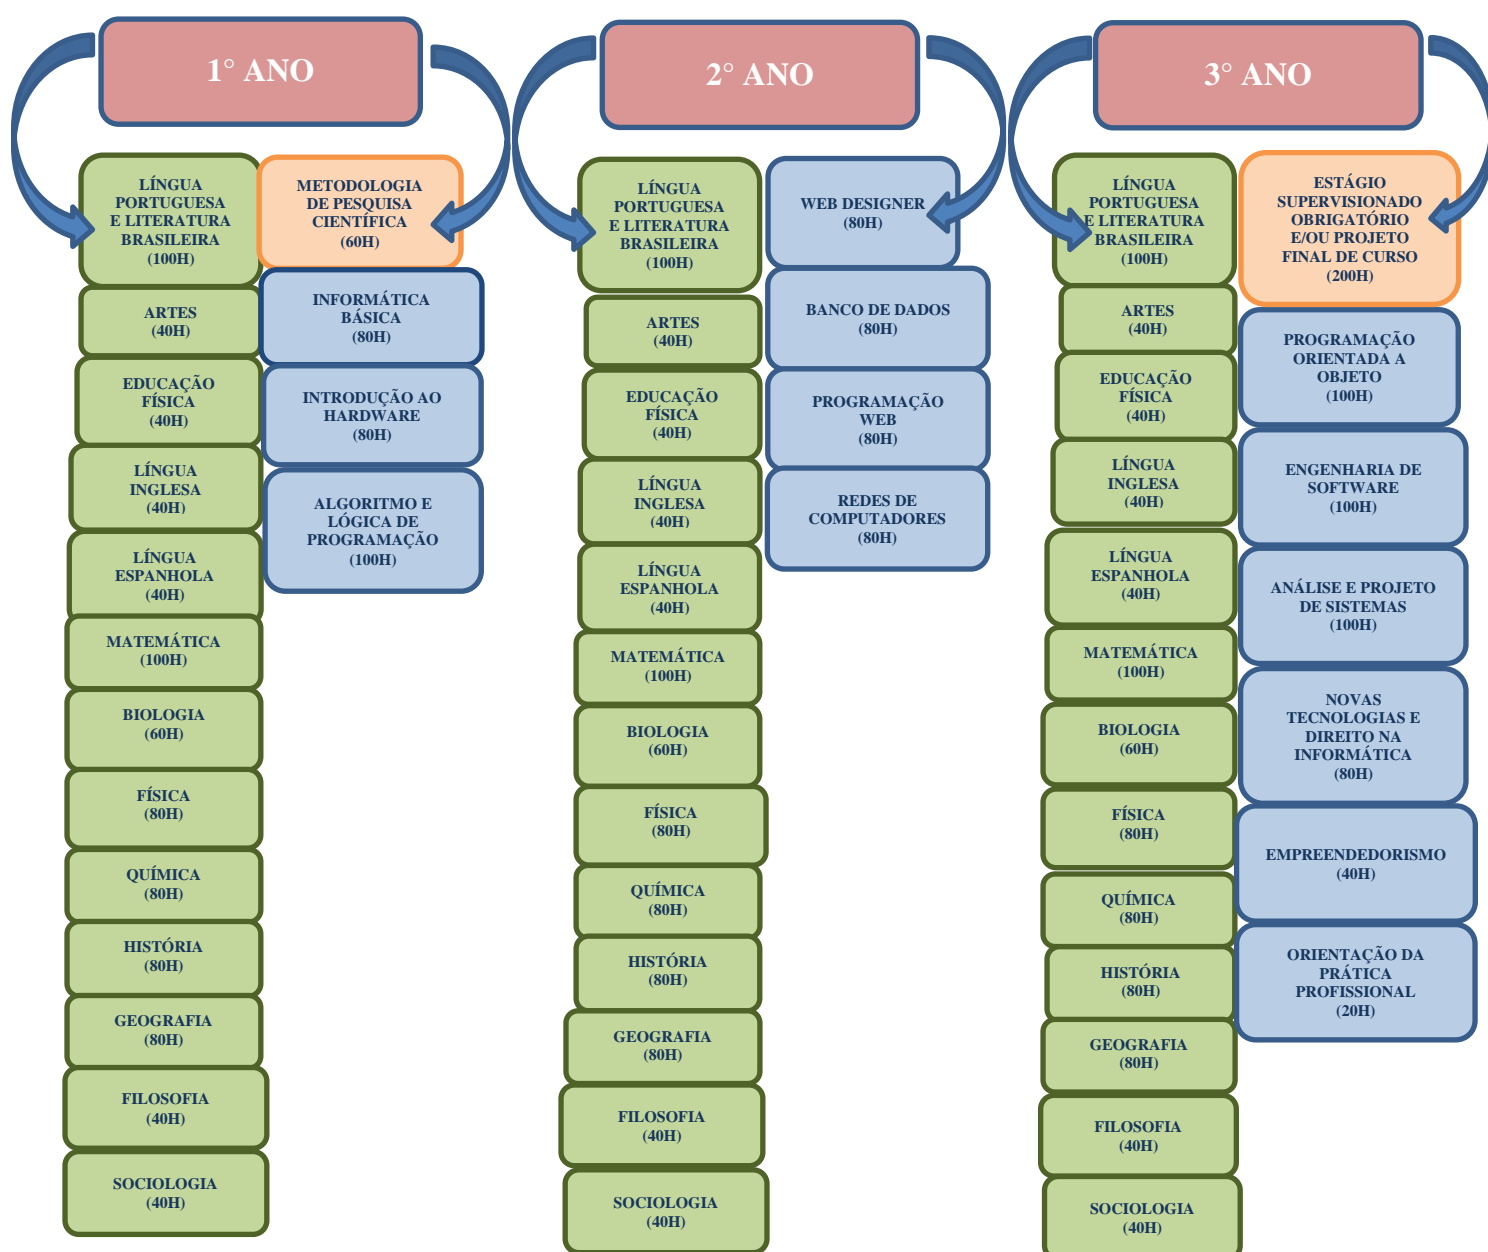 1° ANO
LÍNGUA
PORTUGUESA
E LITERATURA
BRASILEIRA
(100H)
ARTES
(40H)
EDUCAÇÃO
FÍSICA
(40H)
LÍNGUA
INGLESA
(40H)
LÍNGUA
ESPANHOLA
(40H)
MATEMÁTICA
(100H)
BIOLOGIA
(60H)
FÍSICA
(80H)
QUÍMICA
(80H)
HISTÓRIA
(80H)
GEOGRAFIA
(80H)
FILOSOFIA
(40H)
SOCIOLOGIA
(40H)
METODOLOGIA
DE PESQUISA
CIENTÍFICA
(60H)
INFORMÁTICA
BÁSICA
(80H)
INTRODUÇÃO AO
HARDWARE
(80H)
ALGORITMO E
LÓGICA DE
PROGRAMAÇÃO
(100H)
2° ANO
LÍNGUA
PORTUGUESA
E LITERATURA
BRASILEIRA
(100H)
ARTES
(40H)
EDUCAÇÃO
FÍSICA
(40H)
LÍNGUA
INGLESA
(40H)
LÍNGUA
ESPANHOLA
(40H)
MATEMÁTICA
(100H)
BIOLOGIA
(60H)
FÍSICA
(80H)
QUÍMICA
(80H)
HISTÓRIA
(80H)
GEOGRAFIA
(80H)
FILOSOFIA
(40H)
SOCIOLOGIA
(40H)
WEB DESIGNER
(80H)
BANCO DE DADOS
(80H)
PROGRAMAÇÃO
WEB
(80H)
REDES DE
COMPUTADORES
(80H)
3° ANO
LÍNGUA
PORTUGUESA
E LITERATURA
BRASILEIRA
(100H)
ARTES
(40H)
EDUCAÇÃO
FÍSICA
(40H)
LÍNGUA
INGLESA
(40H)
LÍNGUA
ESPANHOLA
(40H)
MATEMÁTICA
(100H)
BIOLOGIA
(60H)
FÍSICA
(80H)
QUÍMICA
(80H)
HISTÓRIA
(80H)
GEOGRAFIA
(80H)
FILOSOFIA
(40H)
SOCIOLOGIA
(40H)
ESTÁGIO
SUPERVISIONADO
OBRIGATÓRIO
E/OU PROJETO
FINAL DE CURSO
(200H)
PROGRAMAÇÃO
ORIENTADA A
OBJETO
(100H)
ENGENHARIA DE
SOFTWARE
(100H)
ANÁLISE E PROJETO
DE SISTEMAS
(100H)
NOVAS
TECNOLOGIAS E
DIREITO NA
INFORMÁTICA
(80H)
EMPREENDEDORISMO
(40H)
ORIENTAÇÃO DA
PRÁTICA
PROFISSIONAL
(20H)